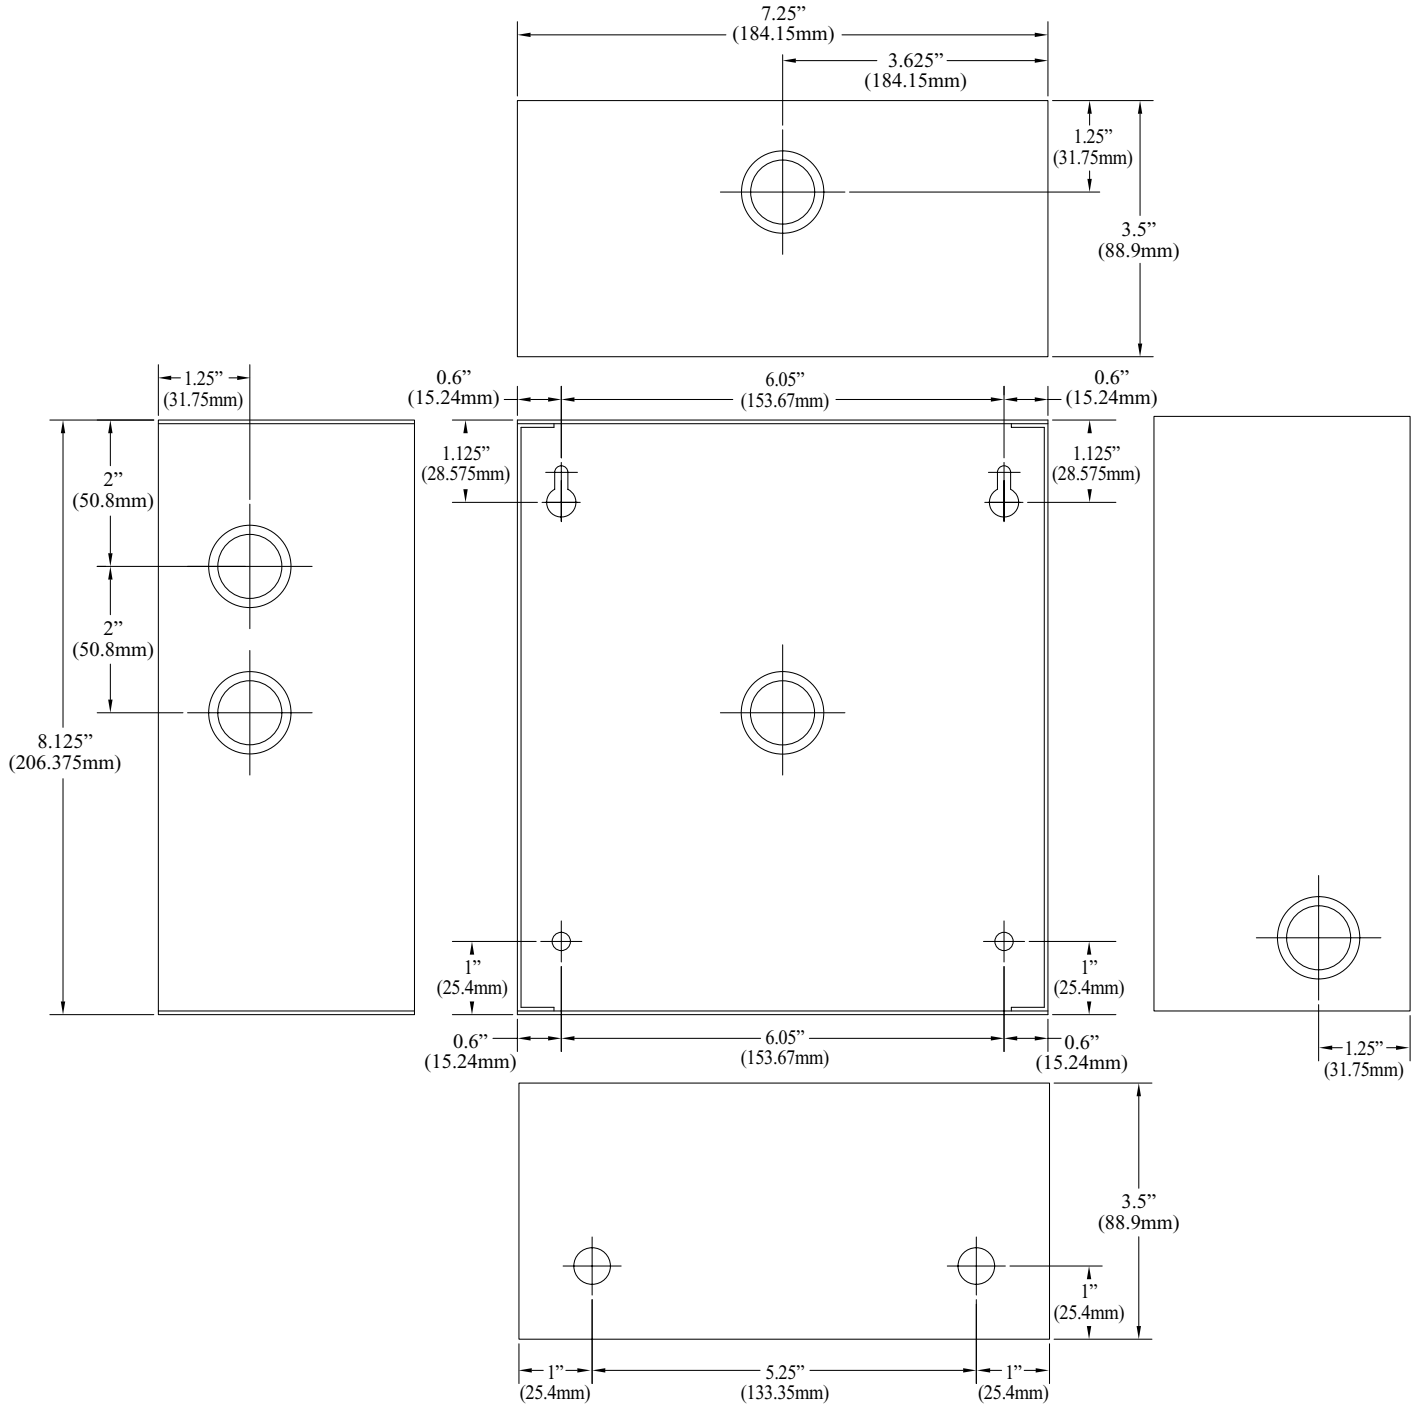 7.25”
(184.15mm)
3.625”
(184.15mm)
1.25”
(31.75mm)
3.5”
(88.9mm)
1.25”
(31.75mm)
0.6”
(15.24mm)
6.05”
(153.67mm)
0.6”
(15.24mm)
2”
(50.8mm)
1.125”
(28.575mm)
1.125”
(28.575mm)
2”
(50.8mm)
8.125”
(206.375mm)
1”
(25.4mm)
1”
(25.4mm)
0.6”
(15.24mm)
6.05”
(153.67mm)
0.6”
(15.24mm)
1.25”
(31.75mm)
3.5”
(88.9mm)
1”
(25.4mm)
1”
(25.4mm)
5.25”
(133.35mm)
1”
(25.4mm)